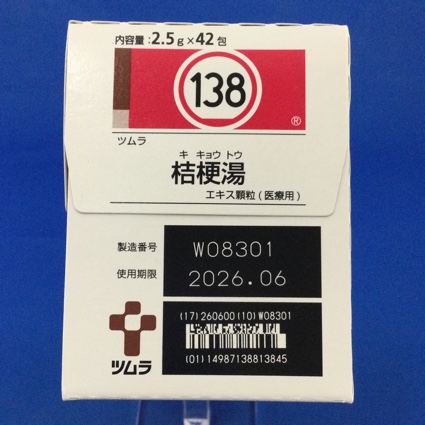 内容量:2.5g×42包
138
®
ツムラ
キ キョウ トウ
桔梗湯
エキス顆粒(医療用)
製造番号 W08301
使用期限 2026.06
(17)260600(10)W08301
(01)14987138813845
ツムラ